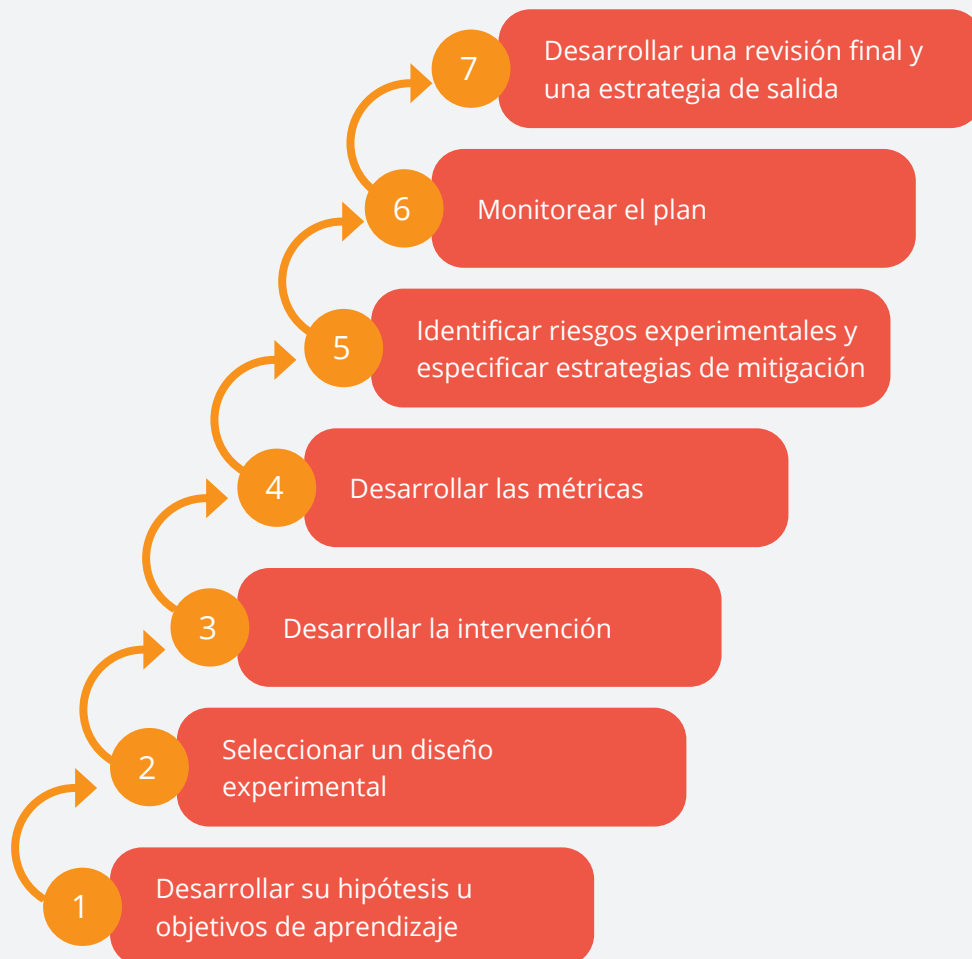 7
Desarrollar una revisión final y
una estrategia de salida
6
Monitorear el plan
5
Identificar riesgos experimentales y
especificar estrategias de mitigación
4
Desarrollar las métricas
3
Desarrollar la intervención
2
Seleccionar un diseño
experimental
1
Desarrollar su hipótesis u
objetivos de aprendizaje